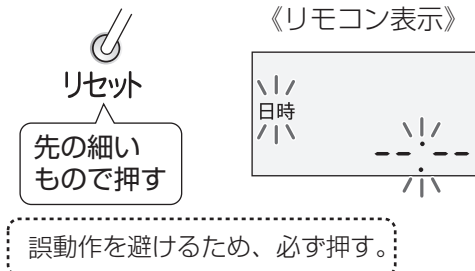 《リモコン表示》
リセット
先の細い
もので押す
日時
--:--
誤動作を避けるため、必ず押す。